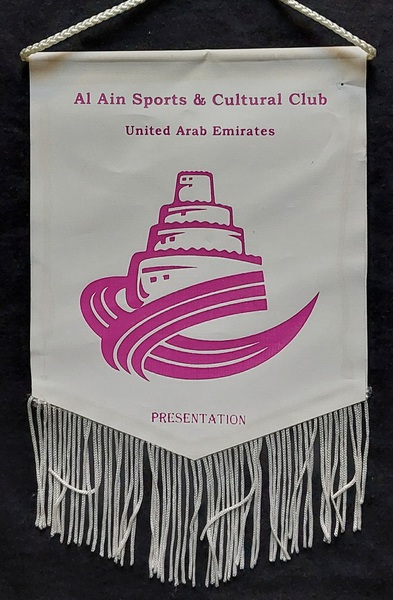 Al Ain Sports & Cultural Club
United Arab Emirates
PRESENTATION